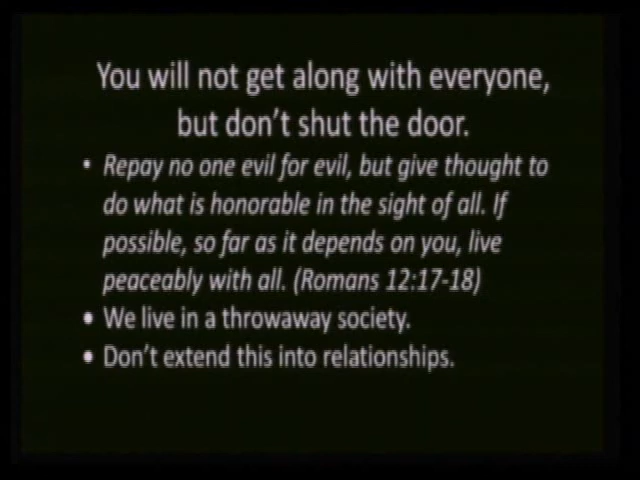 You will not get along with everyone,
but don't shut the door.
• Repay no one evil for evil, but give thought to
do what is honorable in the sight of all. If
possible, so far as it depends on you, live
peaceably with all. (Romans 12:17-18)
• We live in a throwaway society.
• Don't extend this into relationships.